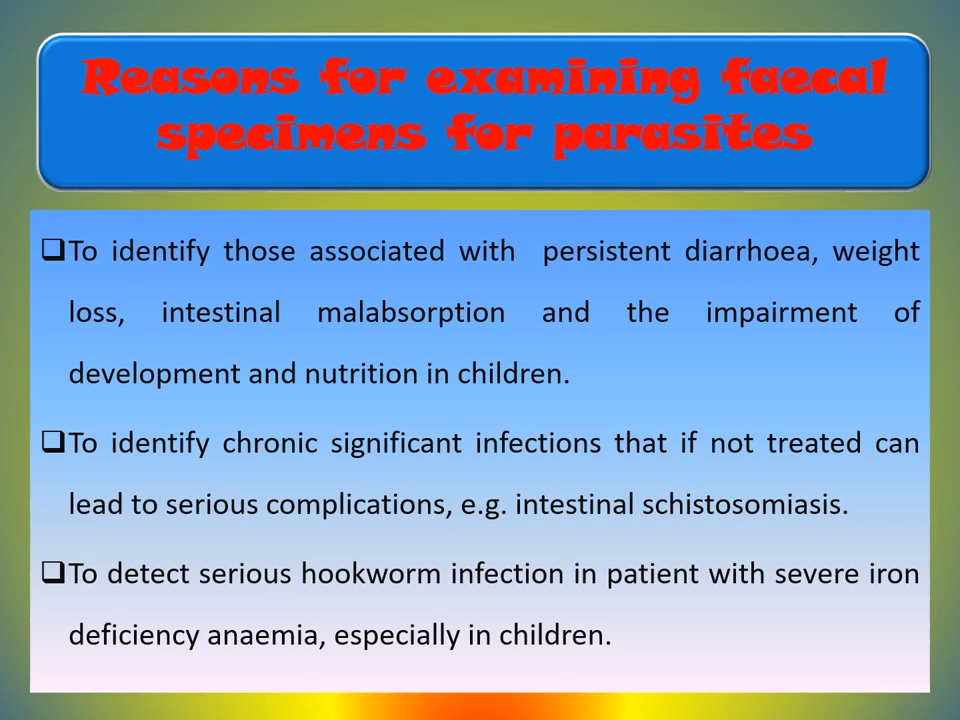 Reasons for examining faecal
specimens for parasites
❑To identify those associated with persistent diarrhoea, weight
loss, intestinal malabsorption and the impairment of
development and nutrition in children.
❑To identify chronic significant infections that if not treated can
lead to serious complications, e.g. intestinal schistosomiasis.
❑To detect serious hookworm infection in patient with severe iron
deficiency anaemia, especially in children.